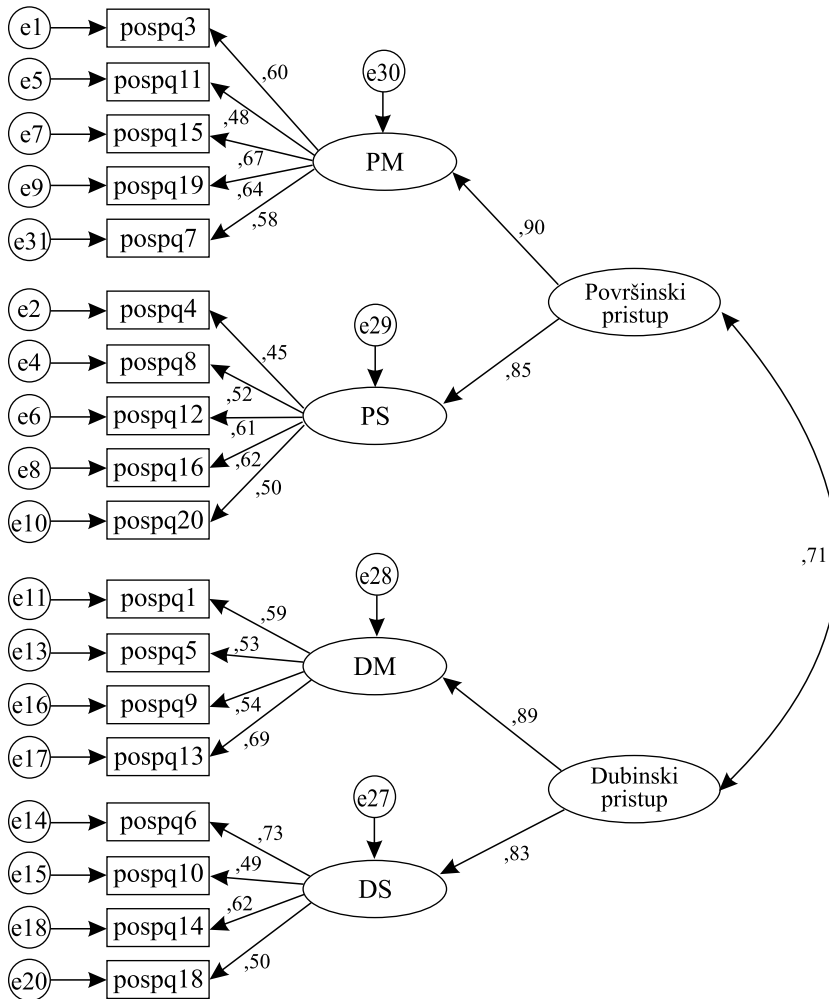 e1
pospq3
e5
pospq11
e7
pospq15
e9
pospq19
e31
pospq7
,60
,48
,67
,64
,58
e30
PM
,90
Površinski
pristup
e2
pospq4
e4
pospq8
e6
pospq12
e8
pospq16
e10
pospq20
,45
,52
,61
,62
,50
e29
PS
,85
,71
e11
pospq1
e13
pospq5
e16
pospq9
e17
pospq13
,59
,53
,54
,69
e28
DM
,89
Dubinski
pristup
e14
pospq6
e15
pospq10
e18
pospq14
e20
pospq18
,73
,49
,62
,50
e27
DS
,83